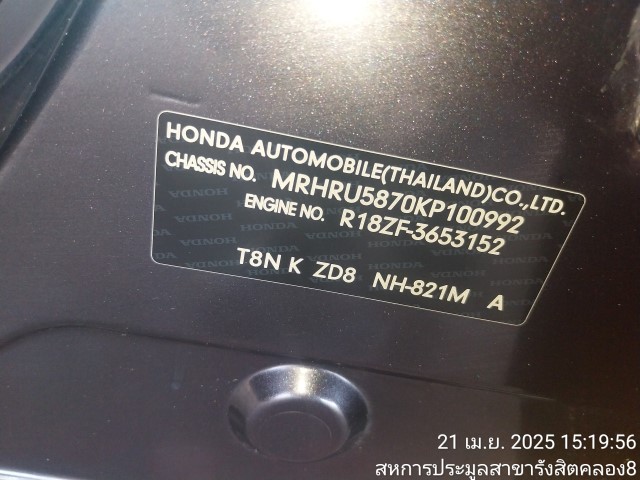 HONDA AUTOMOBILE(THAILAND)CO.,LTD.
CHASSIS NO. MRHRU5870KP100992
ENGINE NO. R18ZF-3653152
T8N K ZD8 NH-821M A
21 เม.ย. 2025 15:19:56
สหการประมูลสาขารังสิตคลอง8